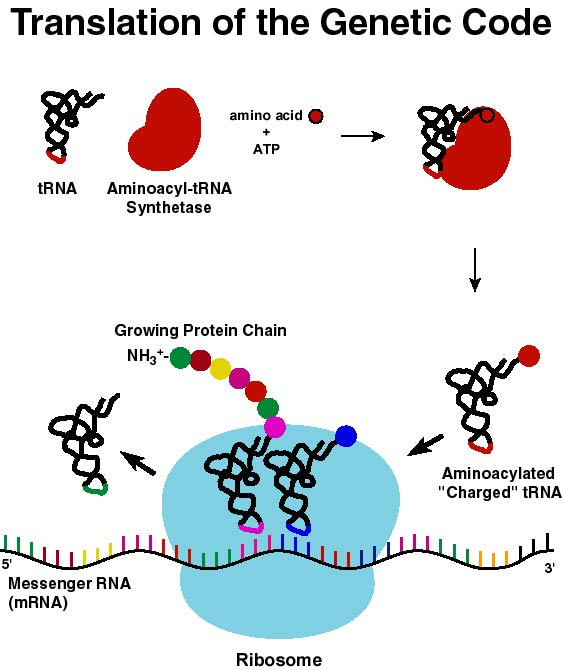 Translation of the Genetic Code
amino acid
+
ATP
tRNA
Aminoacyl-tRNA
Synthetase
Growing Protein Chain
NH3+-
Aminoacylated
"Charged" tRNA
5'
3'
Messenger RNA
(mRNA)
Ribosome